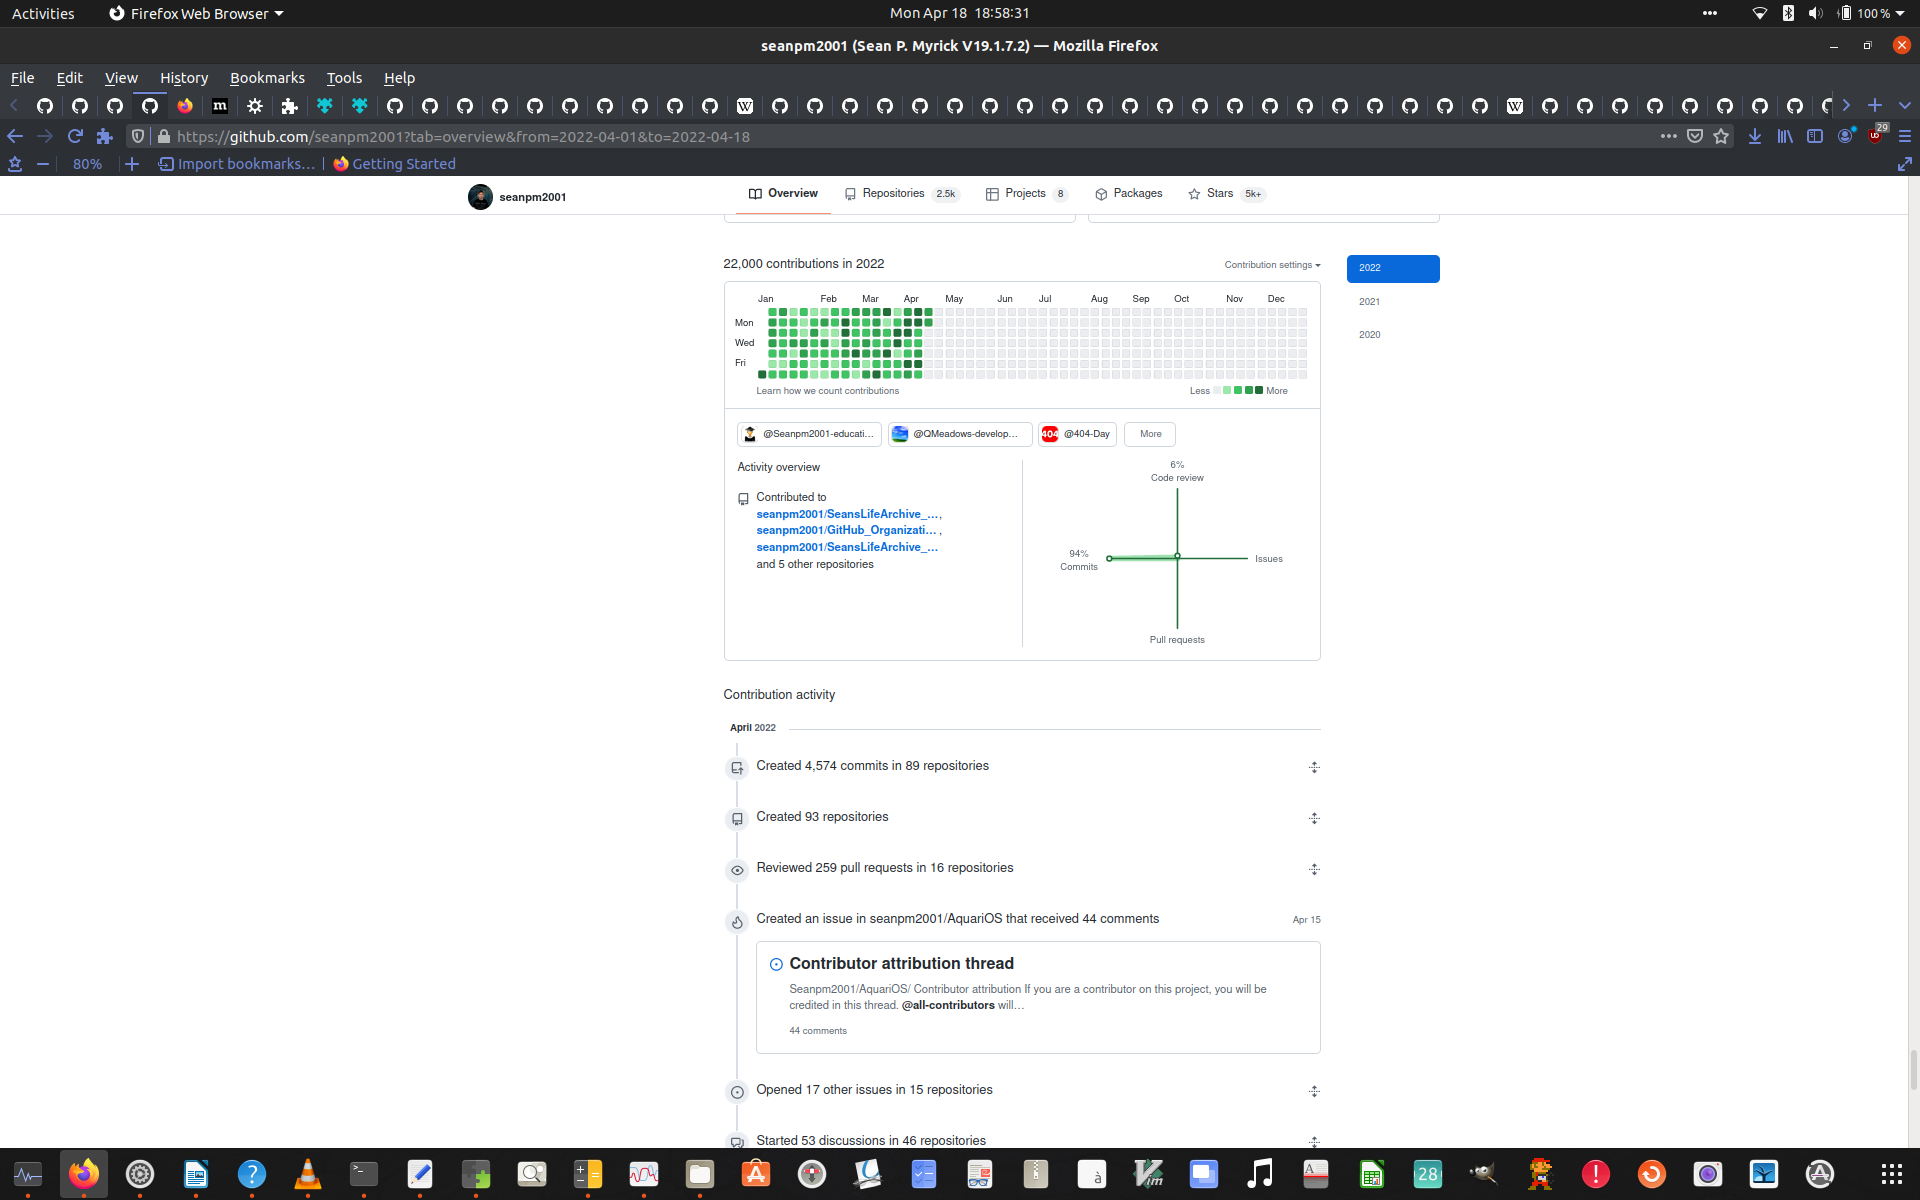 Activities
Firefox Web Browser
Mon Apr 18 18:58:31
100 %
seanpm2001 (Sean P. Myrick V19.1.7.2) — Mozilla Firefox
File Edit View History Bookmarks Tools Help
https://github.com/seanpm2001?tab=overview&from=2022-04-01&to=2022-04-18
29
80%
Import bookmarks…
Getting Started
seanpm2001
Overview
Repositories 2.5k
Projects 8
Packages
Stars 5k+
22,000 contributions in 2022
Contribution settings
2022
2021
2020
Jan Feb Mar Apr May Jun Jul Aug Sep Oct Nov Dec
Mon
Wed
Fri
Learn how we count contributions
Less More
@Seanpm2001-educati…
@QMeadows-develop…
404 @404-Day
More
Activity overview
Contributed to
seanpm2001/SeansLifeArchive_…,
seanpm2001/GitHub_Organizati… ,
seanpm2001/SeansLifeArchive_…
and 5 other repositories
6%
Code review
94%
Commits
Issues
Pull requests
Contribution activity
April 2022
Created 4,574 commits in 89 repositories
Created 93 repositories
Reviewed 259 pull requests in 16 repositories
Created an issue in seanpm2001/AquariOS that received 44 comments
Apr 15
Contributor attribution thread
Seanpm2001/AquariOS/ Contributor attribution If you are a contributor on this project, you will be
credited in this thread. @all-contributors will…
44 comments
Opened 17 other issues in 15 repositories
Started 53 discussions in 46 repositories
28